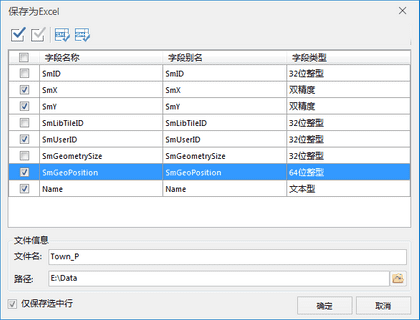 保存为Excel
字段名称 字段别名 字段类型
SmID SmID 32位整型
SmX SmX 双精度
SmY SmY 双精度
SmLibTileID SmLibTileID 32位整型
SmUserID SmUserID 32位整型
SmGeometrySize SmGeometrySize 32位整型
SmGeoPosition SmGeoPosition 64位整型
Name Name 文本型
文件信息
文件名: Town_P
路径: E:\Data
仅保存选中行 确定 取消